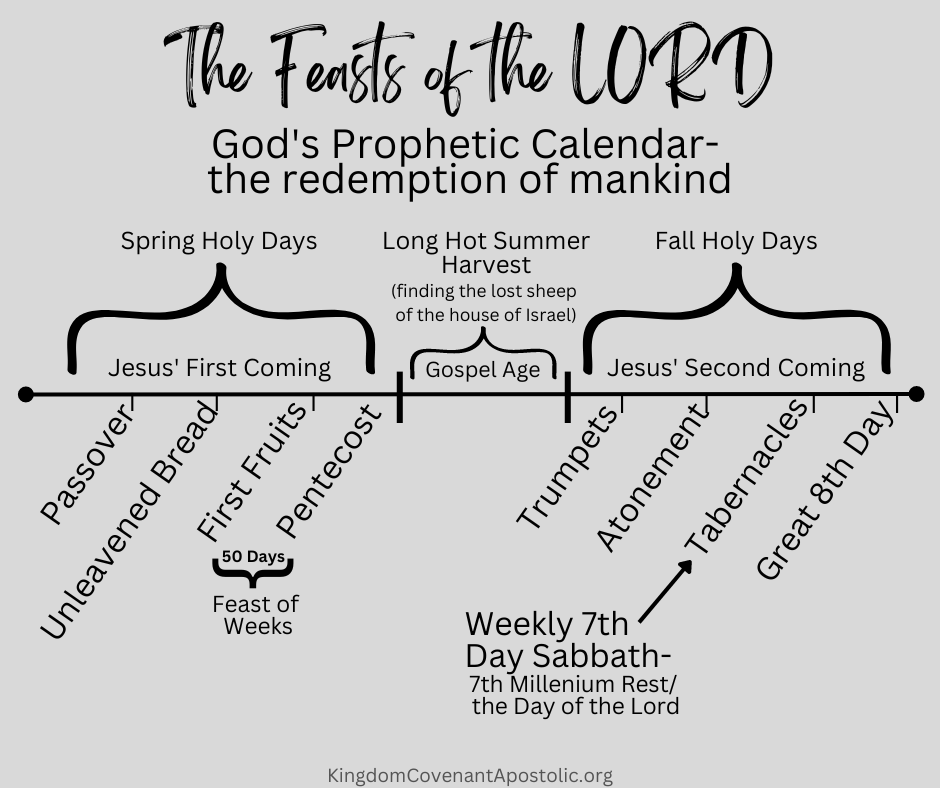 The Feasts of the LORD
God's Prophetic Calendar-
the redemption of mankind
Spring Holy Days
Long Hot Summer
Harvest
(finding the lost sheep
of the house of Israel)
Fall Holy Days
Jesus' First Coming
Gospel Age
Jesus' Second Coming
Passover
Unleavened Bread
First Fruits
Pentecost
Trumpets
Atonement
Tabernacles
Great 8th Day
50 Days
Feast of
Weeks
Weekly 7th
Day Sabbath-
7th Millenium Rest/
the Day of the Lord
KingdomCovenantApostolic.org